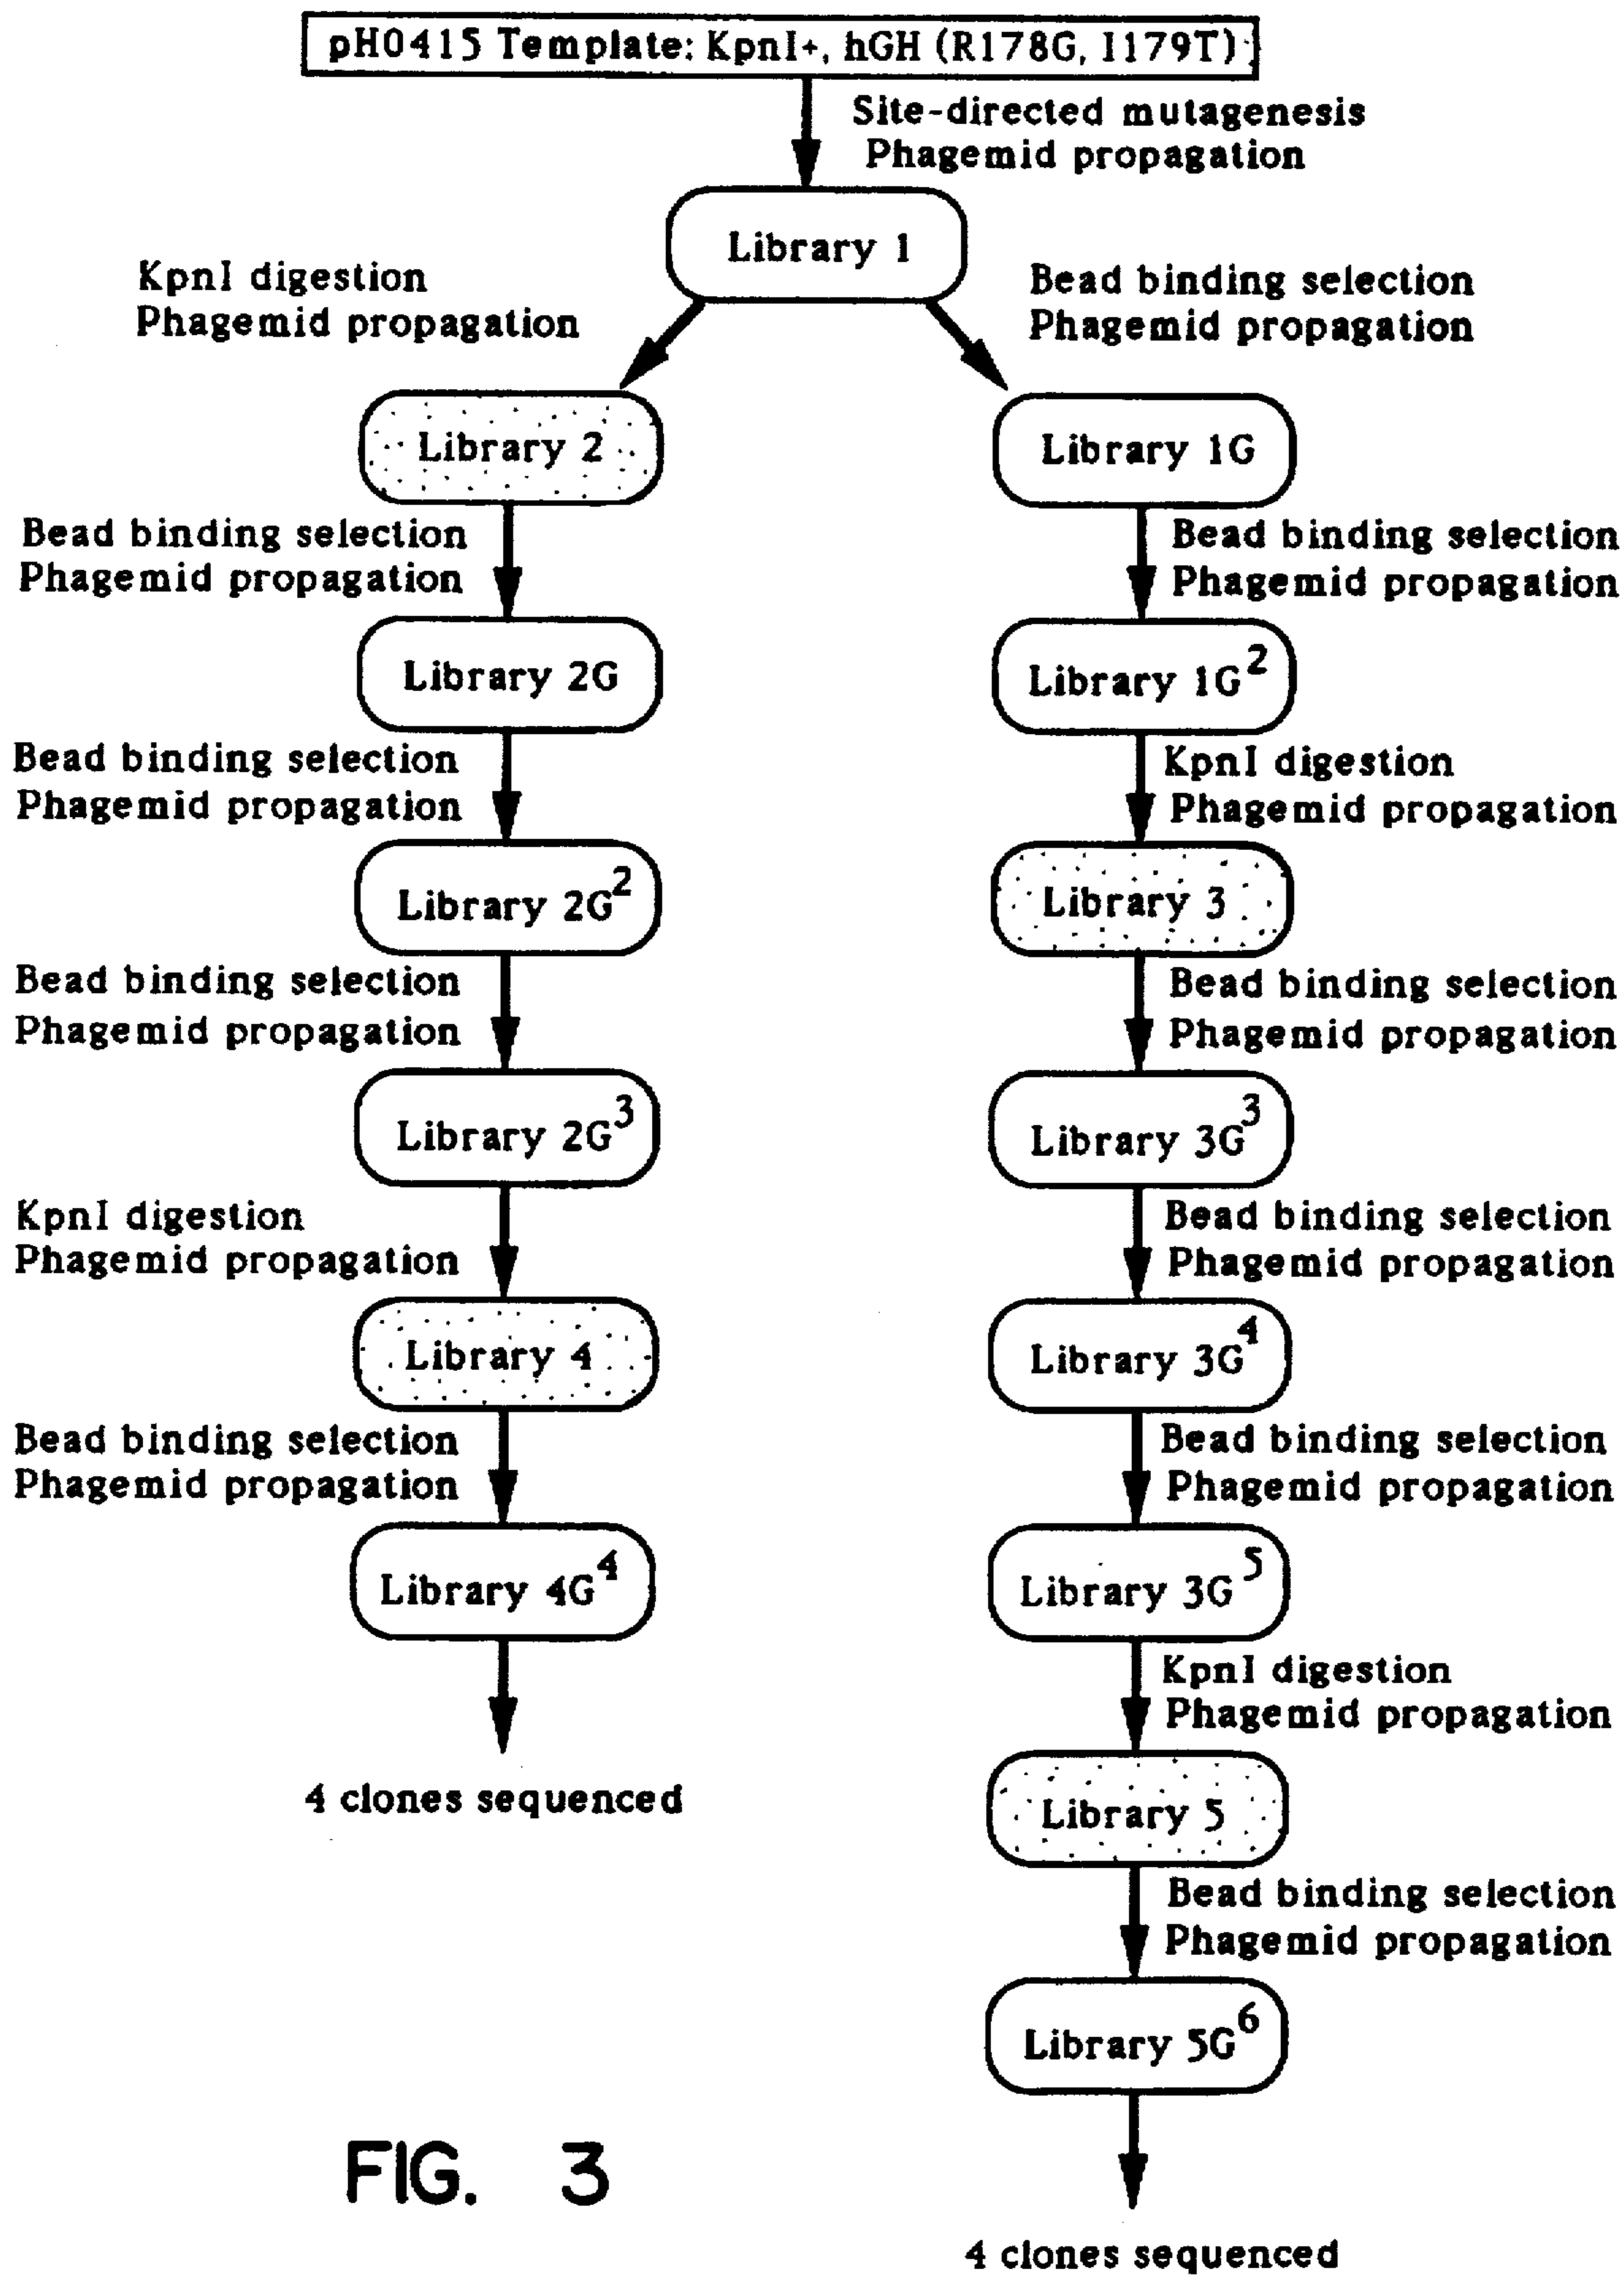 pH0415 Template: KpnI+, hGH (R178G, I179T)
Site-directed mutagenesis
Phagemid propagation
Library 1
KpnI digestion
Phagemid propagation
Bead binding selection
Phagemid propagation
Library 2
Library 1G
Bead binding selection
Phagemid propagation
Bead binding selection
Phagemid propagation
Library 2G
Library 1G²
Bead binding selection
Phagemid propagation
KpnI digestion
Phagemid propagation
Library 2G²
Library 3
Bead binding selection
Phagemid propagation
Bead binding selection
Phagemid propagation
Library 2G³
Library 3G³
KpnI digestion
Phagemid propagation
Bead binding selection
Phagemid propagation
Library 4
Library 3G⁴
Bead binding selection
Phagemid propagation
Bead binding selection
Phagemid propagation
Library 4G⁴
Library 3G⁵
KpnI digestion
Phagemid propagation
4 clones sequenced
Library 5
Bead binding selection
Phagemid propagation
Library 5G⁶
FIG. 3
4 clones sequenced